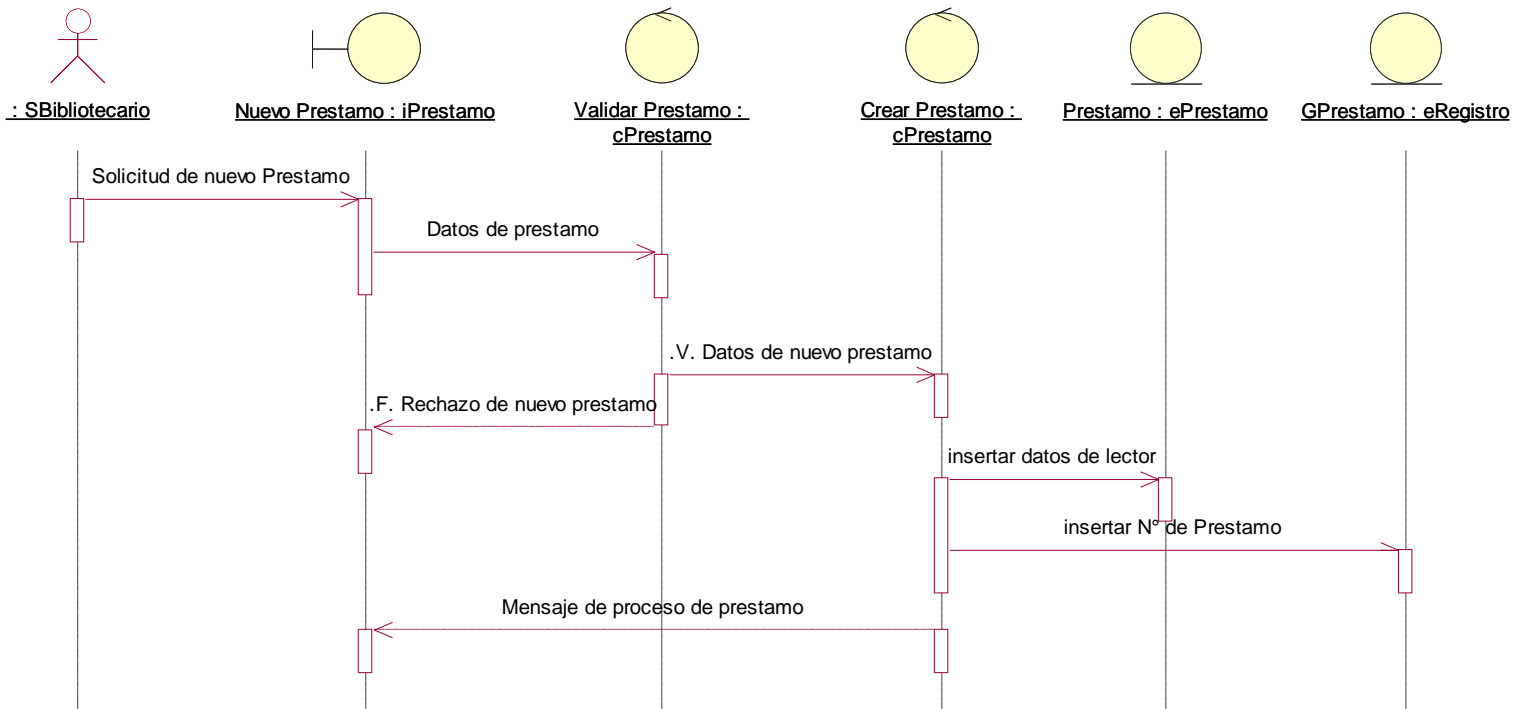 : SBibliotecario
Nuevo Prestamo : iPrestamo
Validar Prestamo :
cPrestamo
Crear Prestamo :
cPrestamo
Prestamo : ePrestamo
GPrestamo : eRegistro
Solicitud de nuevo Prestamo
Datos de prestamo
.V. Datos de nuevo prestamo
.F. Rechazo de nuevo prestamo
insertar datos de lector
insertar Nº de Prestamo
Mensaje de proceso de prestamo